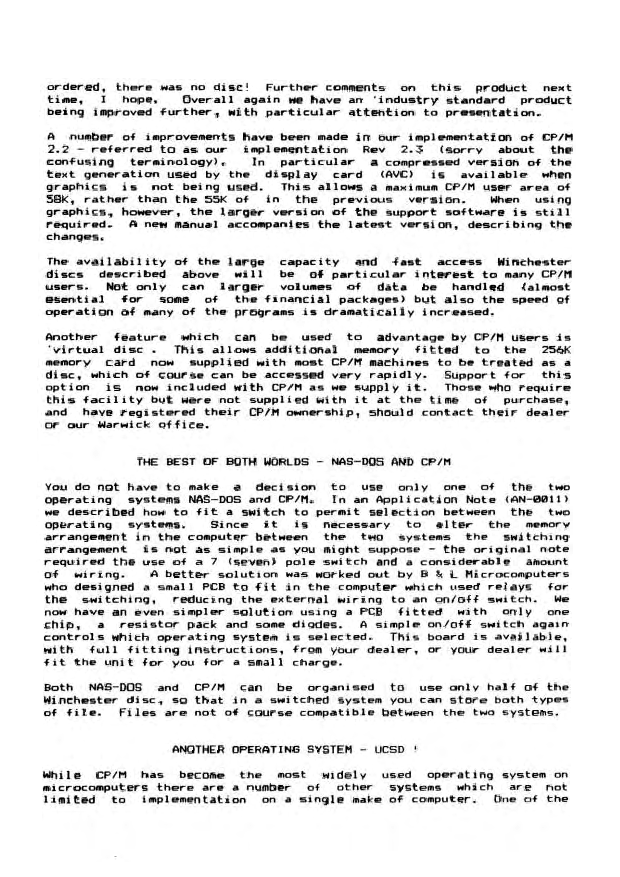 ordered, there was no disc! Further comments on this product next
time, I hope. Overall again we have an 'industry standard product
being improved further, with particular attention to presentation.
A number of improvements have been made in our implementation of CP/M
2.2 - referred to as our implementation Rev 2.3 (sorry about the
confusing terminology). In particular a compressed version of the
text generation used by the display card (AVC) is available when
graphics is not being used. This allows a maximum CP/M user area of
58K, rather than the 55K of in the previous version. When using
graphics, however, the larger version of the support software is still
required. A new manual accompanies the latest version, describing the
changes.
The availability of the large capacity and fast access Winchester
discs described above will be of particular interest to many CP/M
users. Not only can larger volumes of data be handled (almost
esential for some of the financial packages) but also the speed of
operation of many of the programs is dramatically increased.
Another feature which can be used to advantage by CP/M users is
'virtual disc . This allows additional memory fitted to the 256K
memory card now supplied with most CP/M machines to be treated as a
disc, which of course can be accessed very rapidly. Support for this
option is now included with CP/M as we supply it. Those who require
this facility but were not supplied with it at the time of purchase,
and have registered their CP/M ownership, should contact their dealer
or our Warwick office.
THE BEST OF BOTH WORLDS - NAS-DOS AND CP/M
You do not have to make a decision to use only one of the two
operating systems NAS-DOS and CP/M. In an Application Note (AN-0011)
we described how to fit a switch to permit selection between the two
operating systems. Since it is necessary to alter the memory
arrangement in the computer between the two systems the switching
arrangement is not as simple as you might suppose - the original note
required the use of a 7 (seven) pole switch and a considerable amount
of wiring. A better solution was worked out by B & L Microcomputers
who designed a small PCB to fit in the computer which used relays for
the switching, reducing the external wiring to an on/off switch. We
now have an even simpler solution using a PCB fitted with only one
chip, a resistor pack and some diodes. A simple on/off switch again
controls which operating system is selected. This board is available,
with full fitting instructions, from your dealer, or your dealer will
fit the unit for you for a small charge.
Both NAS-DOS and CP/M can be organised to use only half of the
Winchester disc, so that in a switched system you can store both types
of file. Files are not of course compatible between the two systems.
ANOTHER OPERATING SYSTEM - UCSD !
While CP/M has become the most widely used operating system on
microcomputers there are a number of other systems which are not
limited to implementation on a single make of computer. One of the